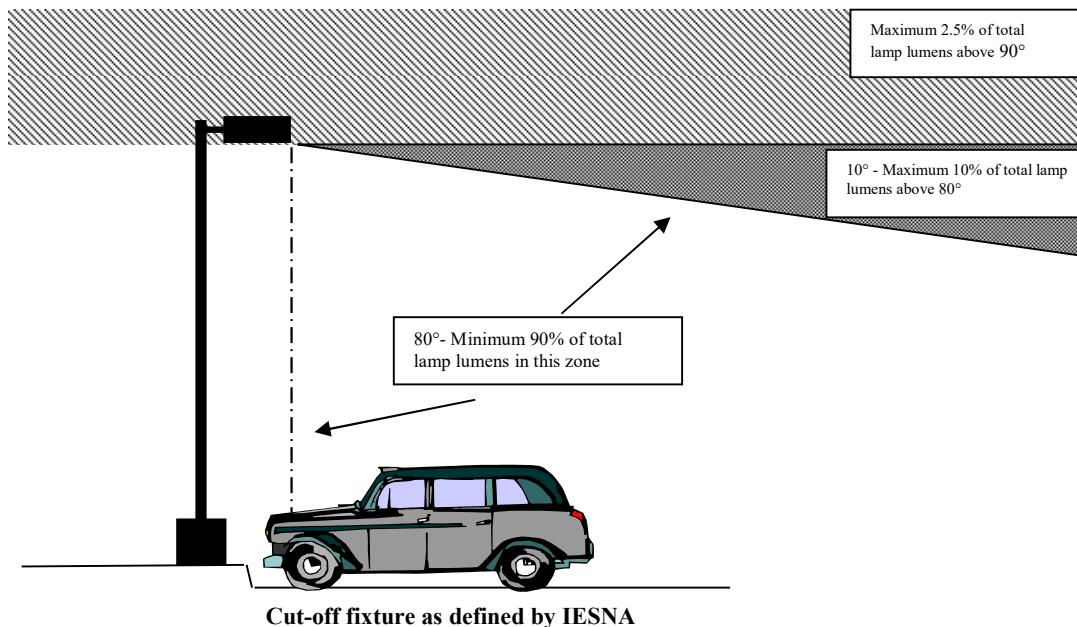 Maximum 2.5% of total
lamp lumens above 90°
10° - Maximum 10% of total lamp
lumens above 80°
80°- Minimum 90% of total
lamp lumens in this zone
Cut-off fixture as defined by IESNA